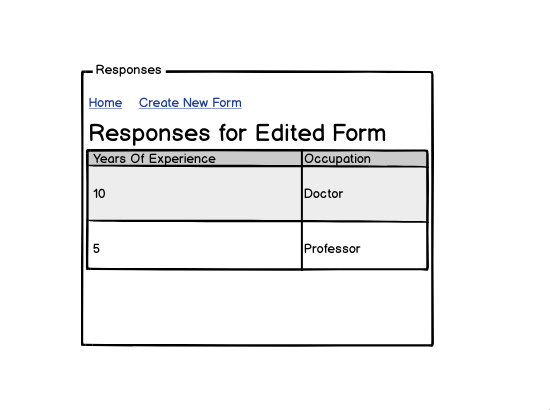 Responses
Home Create New Form
Responses for Edited Form
Years Of Experience Occupation
10 Doctor
5 Professor